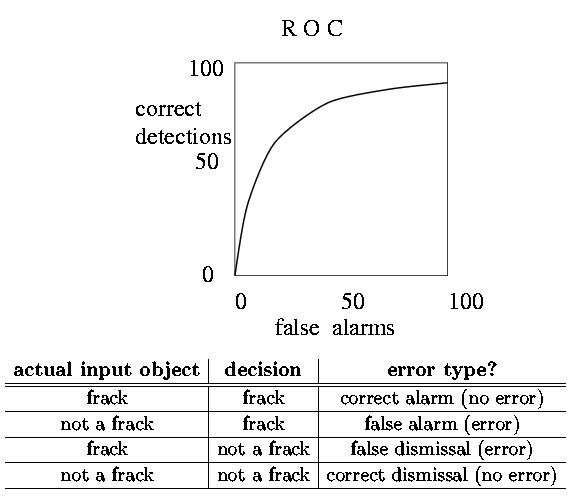 R O C
100
correct
detections
50
0
0 50 100
false alarms
actual input object decision error type?
frack frack correct alarm (no error)
not a frack frack false alarm (error)
frack not a frack false dismissal (error)
not a frack not a frack correct dismissal (no error)